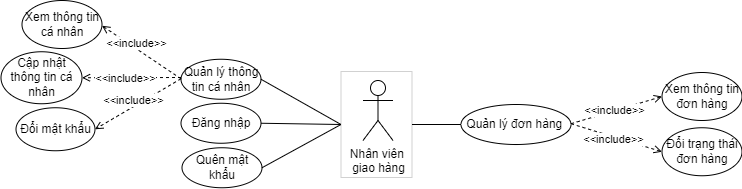 Xem thông tin
cá nhân
<<include>>
Cập nhật
thông tin cá
nhân
<<include>>
<<include>>
Đổi mật khẩu
Quản lý thông
tin cá nhân
Đăng nhập
Quên mật
khẩu
Nhân viên
giao hàng
Quản lý đơn hàng
<<include>>
<<include>>
Xem thông tin
đơn hàng
Đổi trạng thái
đơn hàng